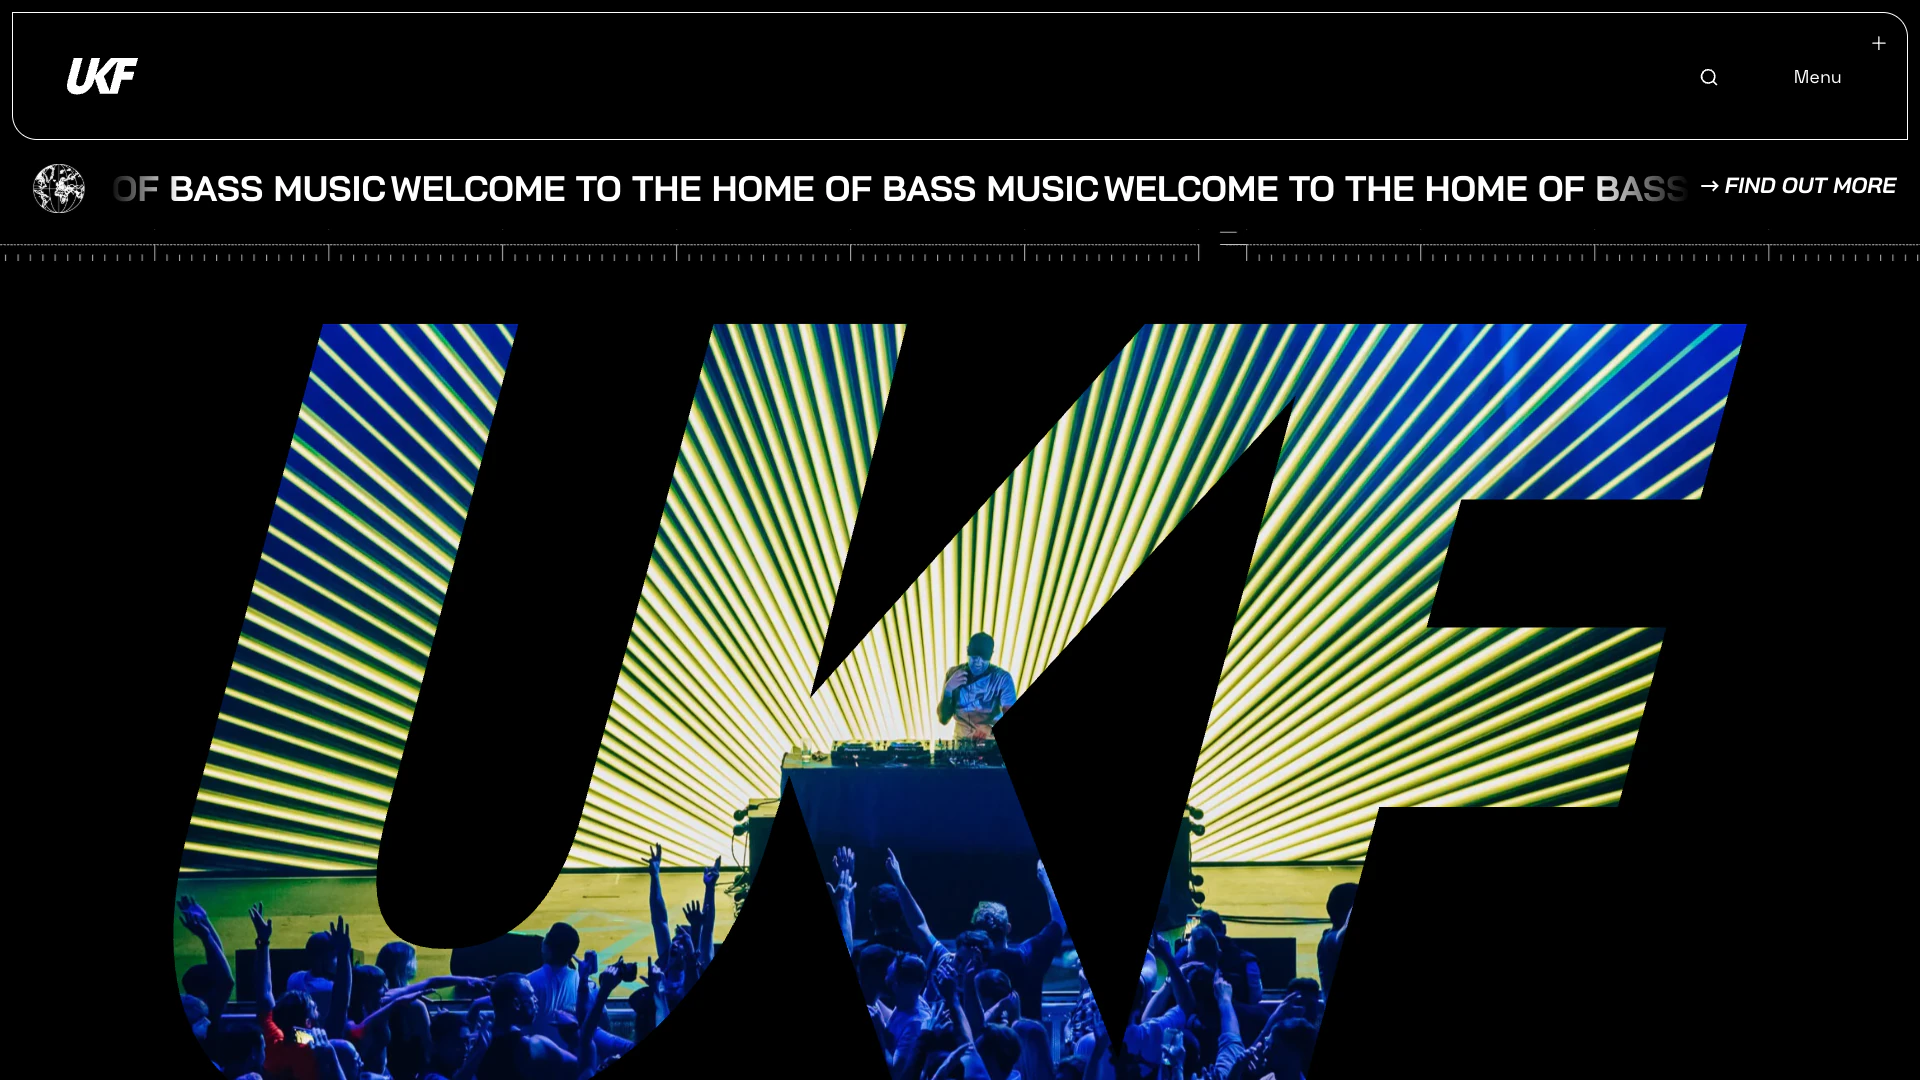 UKF
Menu
OF BASS MUSIC WELCOME TO THE HOME OF BASS MUSIC WELCOME TO THE HOME OF BASS
→ FIND OUT MORE
UKF